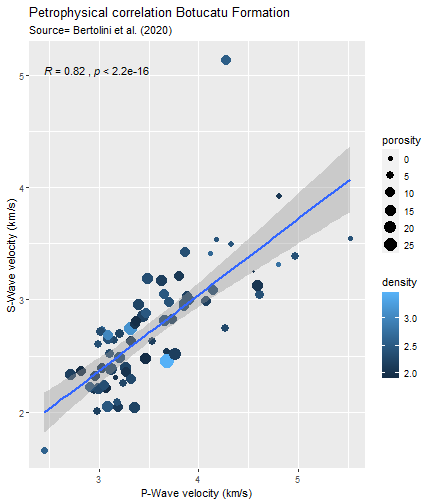 Petrophysical correlation Botucatu Formation
Source= Bertolini et al. (2020)
R = 0.82 , p < 2.2e-16
S-Wave velocity (km/s)
5
4
3
2
3
4
5
P-Wave velocity (km/s)
porosity
0
5
10
15
20
25
density
3.0
2.5
2.0